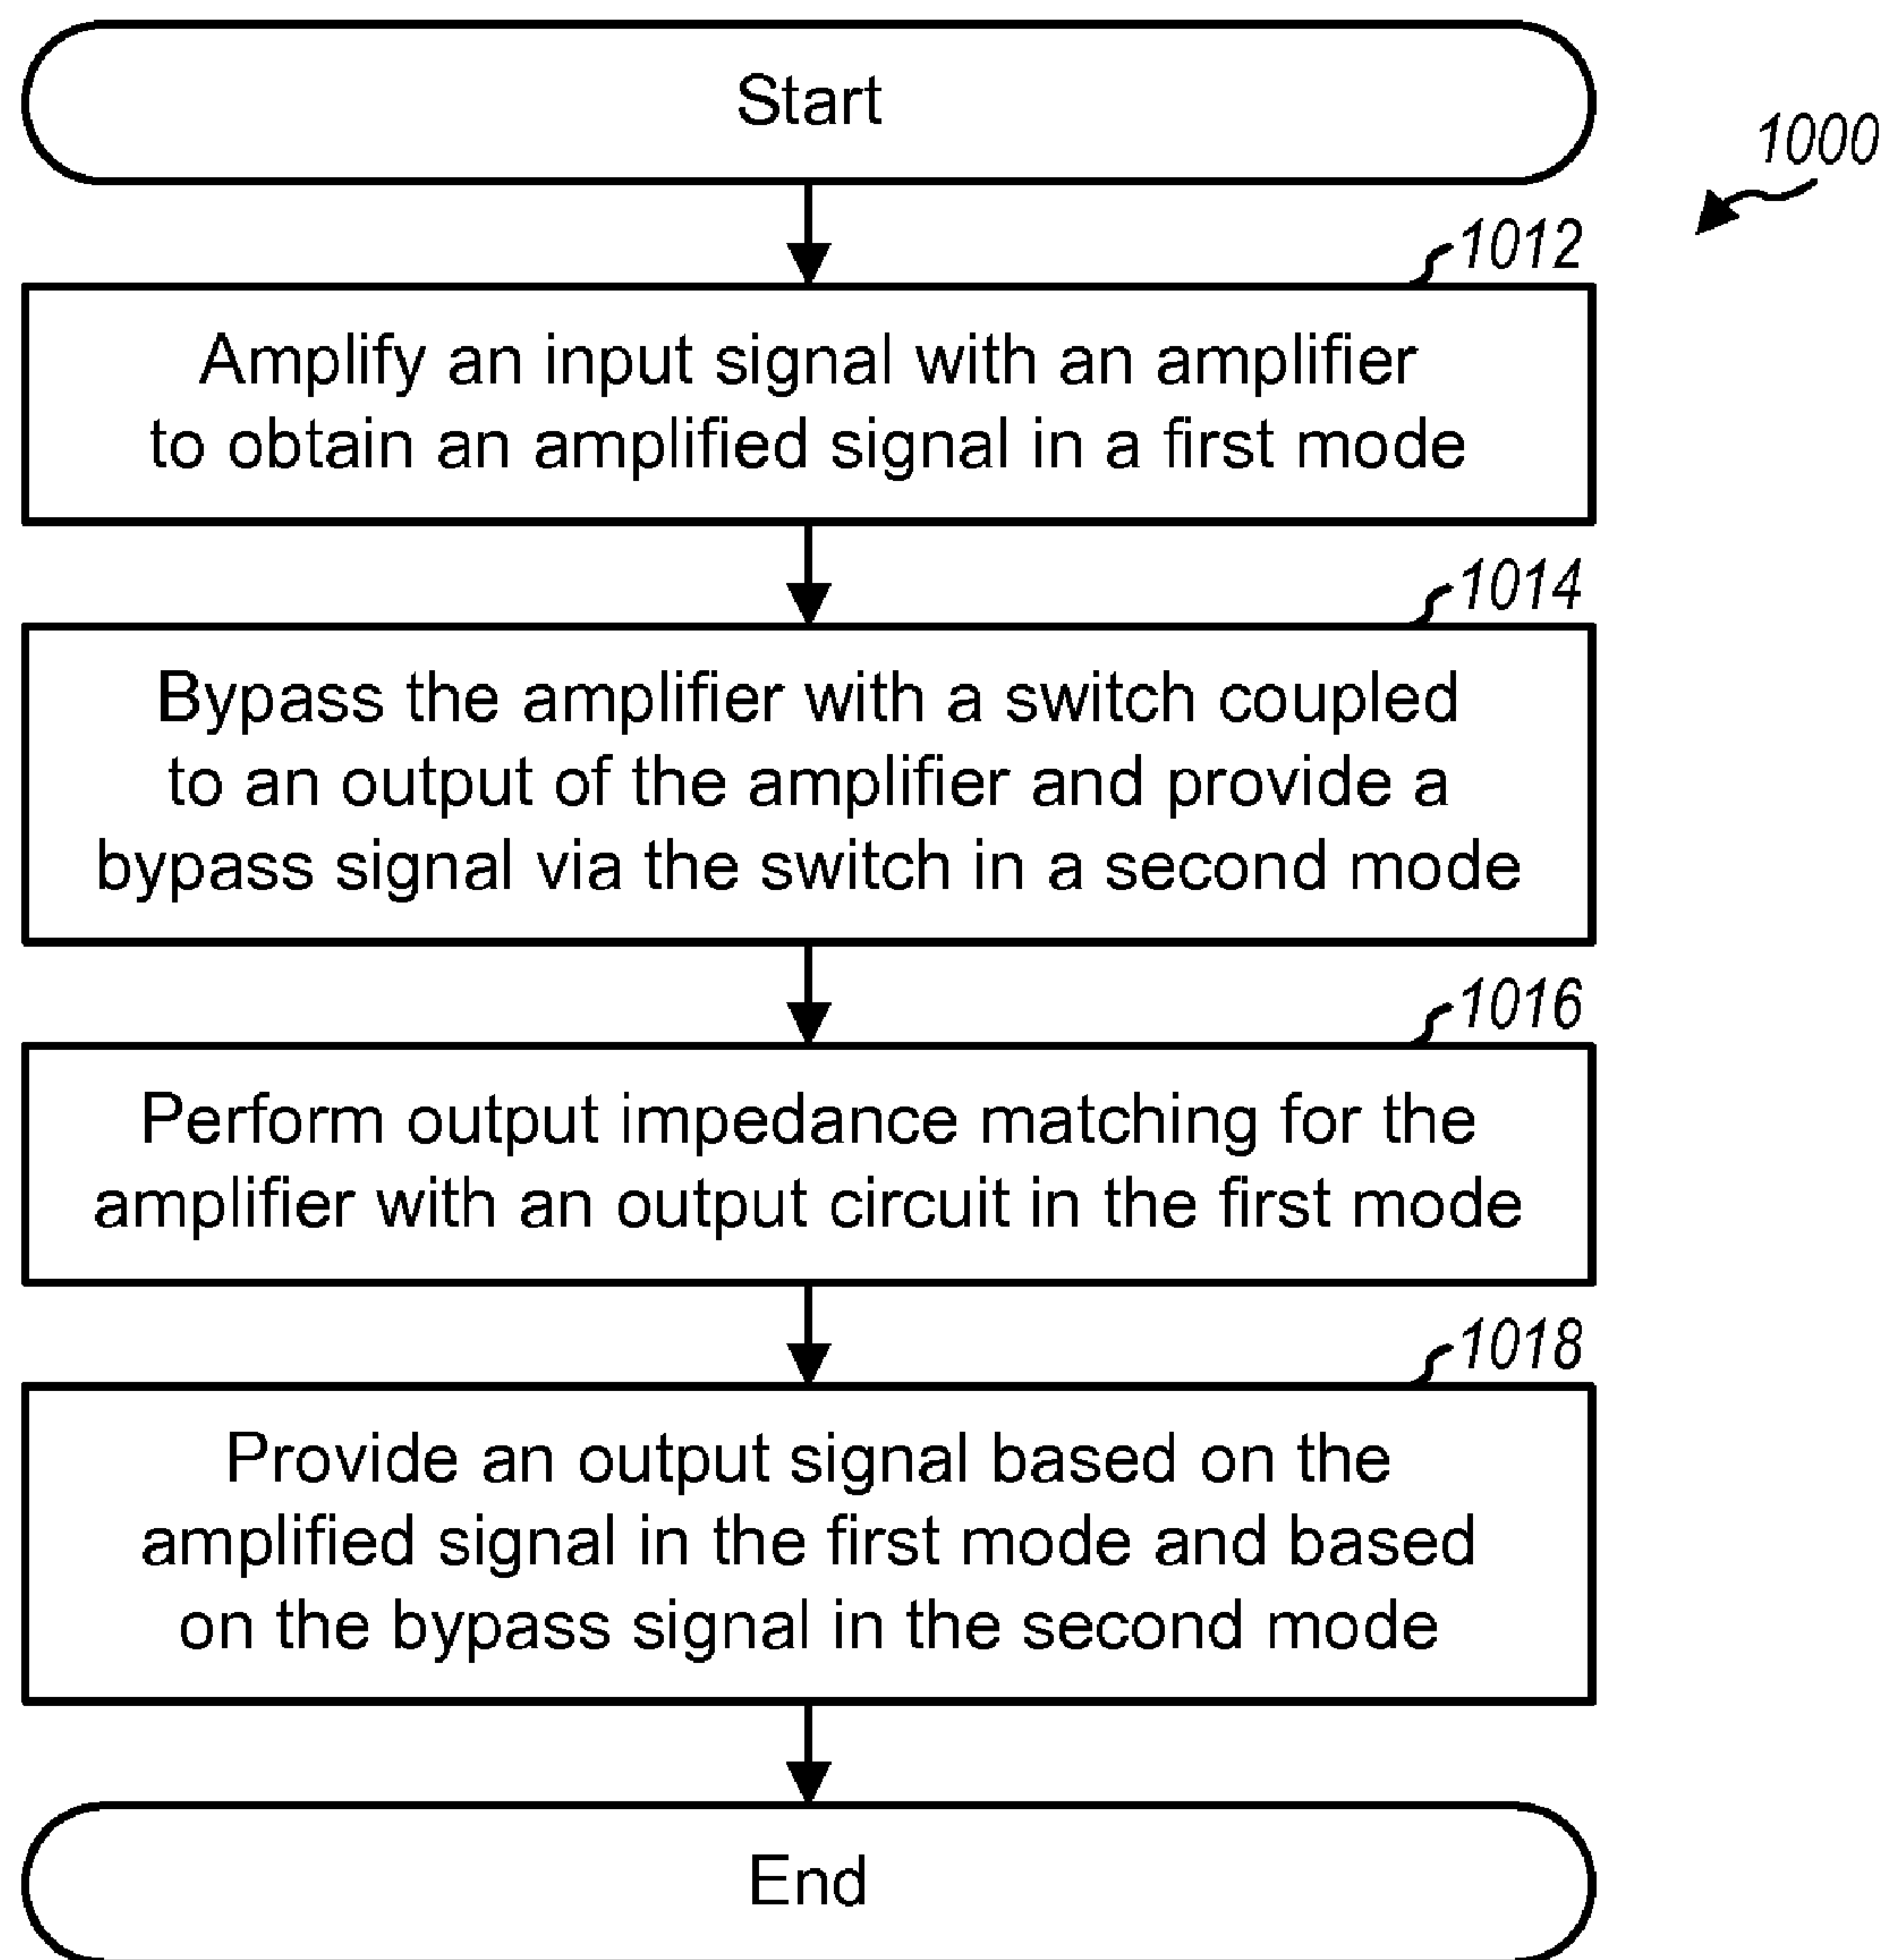 Start
1000
1012
Amplify an input signal with an amplifier
to obtain an amplified signal in a first mode
1014
Bypass the amplifier with a switch coupled
to an output of the amplifier and provide a
bypass signal via the switch in a second mode
1016
Perform output impedance matching for the
amplifier with an output circuit in the first mode
1018
Provide an output signal based on the
amplified signal in the first mode and based
on the bypass signal in the second mode
End